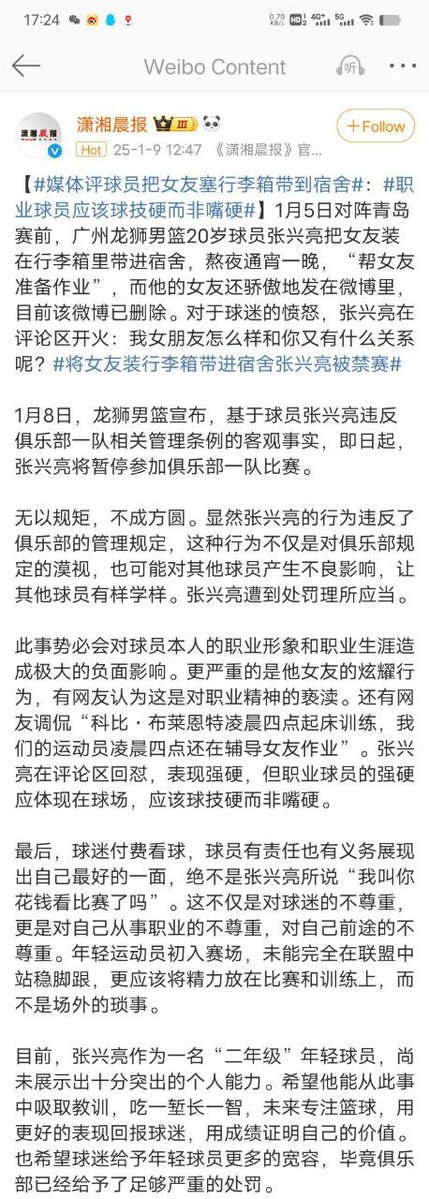 17:24
0.70
KB/s
HD 1
2
4G+
5G
Weibo Content
听
潇湘晨报
III
Hot
25-1-9 12:47 《潇湘晨报》官...
+Follow
【#媒体评球员把女友塞行李箱带到宿舍#：#职
业球员应该球技硬而非嘴硬#】1月5日对阵青岛
赛前，广州龙狮男篮20岁球员张兴亮把女友装
在行李箱里带进宿舍，熬夜通宵一晚，“帮女友
准备作业”，而他的女友还骄傲地发在微博里，
目前该微博已删除。对于球迷的愤怒，张兴亮在
评论区开火：我女朋友怎么样和你又有什么关系
呢？#将女友装行李箱带进宿舍张兴亮被禁赛#
1月8日，龙狮男篮宣布，基于球员张兴亮违反
俱乐部一队相关管理条例的客观事实，即日起，
张兴亮将暂停参加俱乐部一队比赛。
无以规矩，不成方圆。显然张兴亮的行为违反了
俱乐部的管理规定，这种行为不仅是对俱乐部规
定的漠视，也可能对其他球员产生不良影响，让
其他球员有样学样。张兴亮遭到处罚理所应当。
此事势必会对球员本人的职业形象和职业生涯造
成极大的负面影响。更严重的是他女友的炫耀行
为，有网友认为这是对职业精神的亵渎。还有网
友调侃“科比·布莱恩特凌晨四点起床训练，我
们的运动员凌晨四点还在辅导女友作业”。张兴
亮在评论区回怼，表现强硬，但职业球员的强硬
应体现在球场，应该球技硬而非嘴硬。
最后，球迷付费看球，球员有责任也有义务展现
出自己最好的一面，绝不是张兴亮所说“我叫你
花钱看比赛了吗”。这不仅是对球迷的不尊重，
更是对自己从事职业的不尊重，对自己前途的不
尊重。年轻运动员初入赛场，未能完全在联盟中
站稳脚跟，更应该将精力放在比赛和训练上，而
不是场外的琐事。
目前，张兴亮作为一名“二年级”年轻球员，尚
未展示出十分突出的个人能力。希望他能从此事
中吸取教训，吃一堑长一智，未来专注篮球，用
更好的表现回报球迷，用成绩证明自己的价值。
也希望球迷给予年轻球员更多的宽容，毕竟俱乐
部已经给予了足够严重的处罚。